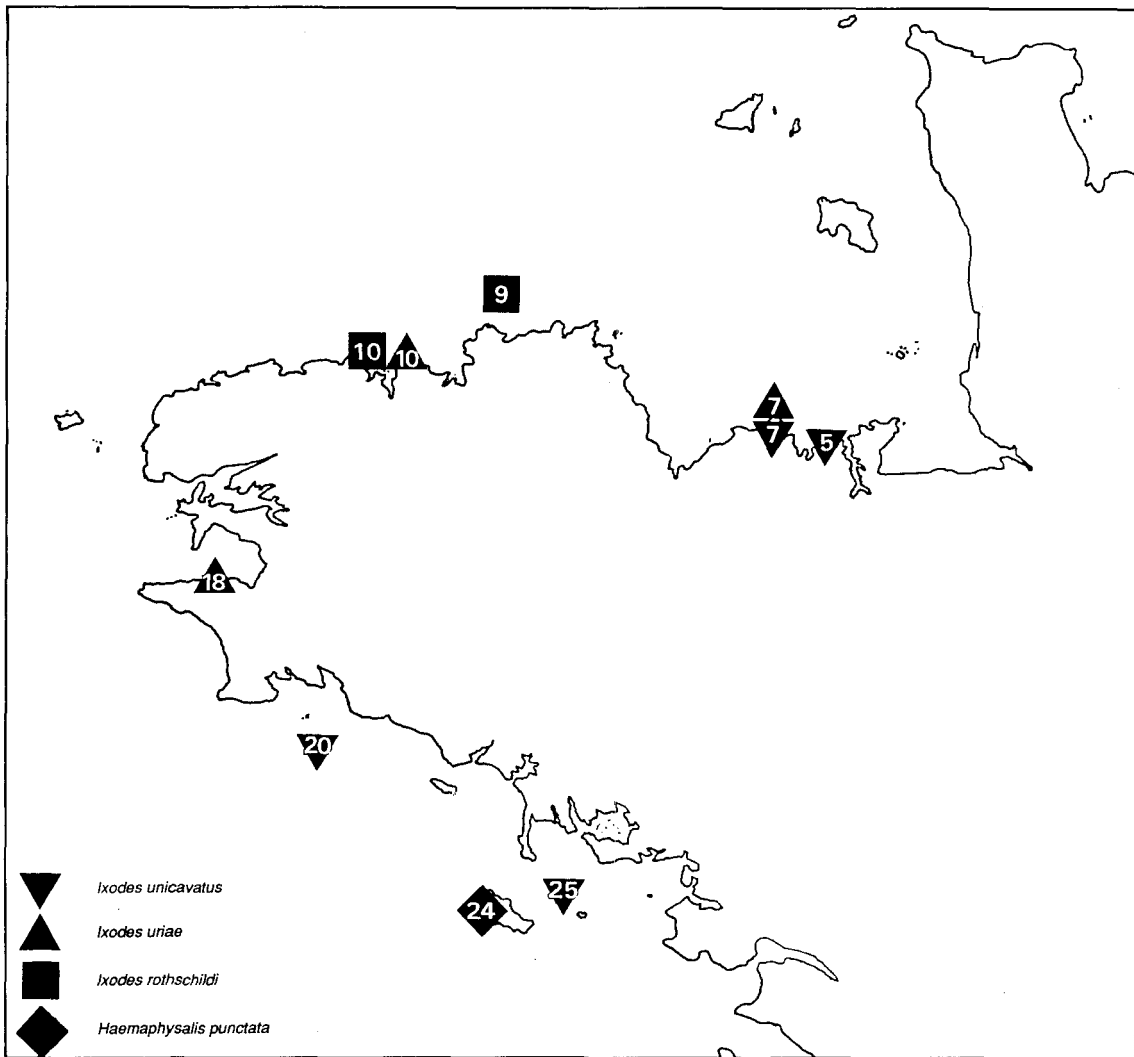 9
10
10
7
7
5
18
20
25
24
Ixodes unicavatus
Ixodes uriae
Ixodes rothschildi
Haemaphysalis punctata